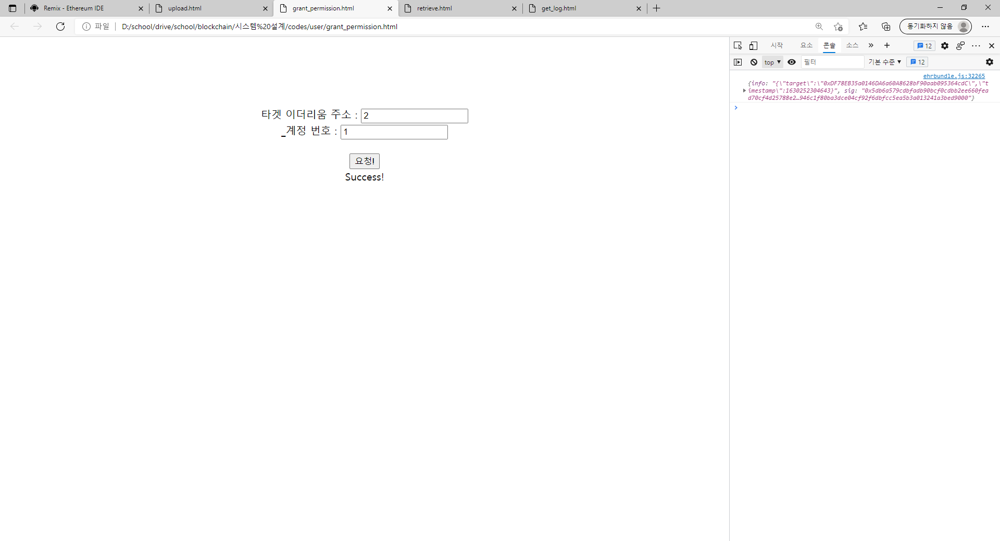 Remix - Ethereum IDE
upload.html
grant_permission.html
retrieve.html
get_log.html
파일
D:/school/drive/school/blockchain/시스템%20설계/codes/user/grant_permission.html
동기화하지 않음
시작
요소
콘솔
소스
12
top
필터
기본 수준
12
타겟 이더리움 주소 : 2
_계정 번호 : 1
요청!
Success!
ehrbundle.js:32265
{info: "{\"target\":\"0xDF78EB35a0146DA6a60A8628bF90aab095364cdC\",\"t
imestamp\":1630252304643}", sig: "0x5db6a579cdbfadb90bcf0cdbb2ee660fea
d70cf4d25788e2…946c1f80ba3dce04cf92f6dbfcc5ea5b3a013241a3bed9000"}